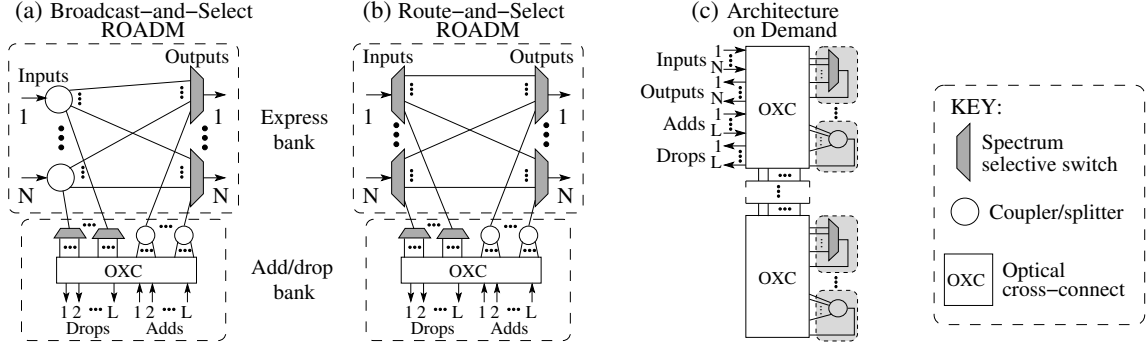 (a) Broadcast−and−Select
ROADM
Inputs
Outputs
1
1
N
N
OXC
1 2 ••• L 1 2 ••• L
Drops Adds
Express
bank
Add/drop
bank
(b) Route−and−Select
ROADM
Inputs
Outputs
1
1
N
N
OXC
1 2 ••• L 1 2 ••• L
Drops Adds
(c) Architecture
on Demand
Inputs
1
N
Outputs
1
N
Adds
1
L
Drops
1
L
OXC
OXC
KEY:
Spectrum
selective switch
Coupler/splitter
OXC
Optical
cross−connect